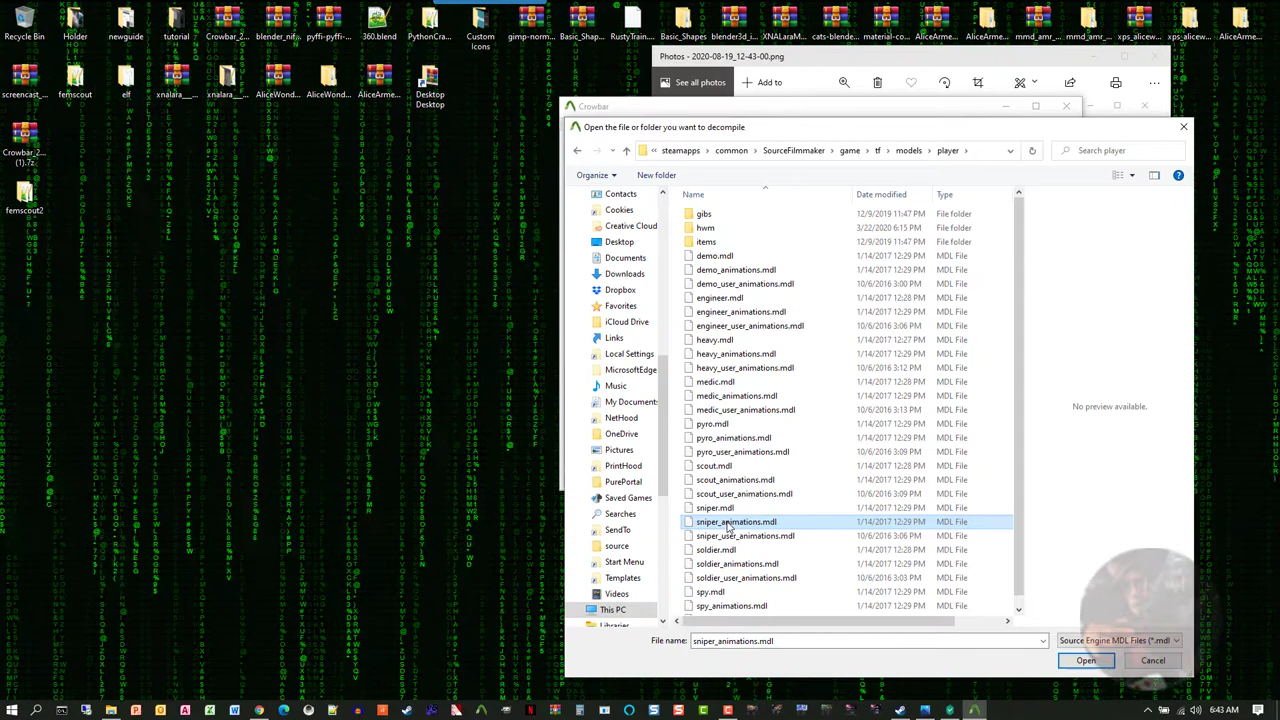 Recycle Bin
Holder
newguide
tutorial
Crowbar_2...
blender_nif...
pyffi-pyffi-...
360.blend
PythonCra...
Custom Icons
gimp-norm...
Basic_Shap...
RustyTrain...
Basic_Shapes
blender3d_i...
XNALaraM...
cats-blende...
material-co...
AliceArme...
mmd_amr_...
mmd_arm_...
xps_alicew...
AliceArme...
screencast_...
femscout
elf
xnalara__...
xnalara__...
AliceWond...
AliceWond...
AliceArme...
Desktop Desktop
Crowbar_2... (1).7z
femscout2
Photos - 2020-08-19_12-43-00.png
See all photos
Add to
Crowbar
Open the file or folder you want to decompile
« steamapps > common > SourceFilmmaker > game > tf > models > player >
Search player
Organize
New folder
Name
Date modified
Type
Contacts
Cookies
Creative Cloud
Desktop
Documents
Downloads
Dropbox
Favorites
iCloud Drive
Links
Local Settings
MicrosoftEdge
Music
My Document
NetHood
OneDrive
Pictures
PrintHood
PurePortal
Saved Games
Searches
SendTo
source
Start Menu
Templates
Videos
This PC
Libraries
gibs 12/9/2019 11:47 PM File folder
hwm 3/22/2020 6:15 PM File folder
items 12/9/2019 11:47 PM File folder
demo.mdl 1/14/2017 12:29 PM MDL File
demo_animations.mdl 1/14/2017 12:29 PM MDL File
demo_user_animations.mdl 10/6/2016 3:00 PM MDL File
engineer.mdl 1/14/2017 12:28 PM MDL File
engineer_animations.mdl 1/14/2017 12:29 PM MDL File
engineer_user_animations.mdl 10/6/2016 3:06 PM MDL File
heavy.mdl 1/14/2017 12:29 PM MDL File
heavy_animations.mdl 1/14/2017 12:29 PM MDL File
heavy_user_animations.mdl 10/6/2016 3:12 PM MDL File
medic.mdl 1/14/2017 12:28 PM MDL File
medic_animations.mdl 1/14/2017 12:29 PM MDL File
medic_user_animations.mdl 10/6/2016 3:13 PM MDL File
pyro.mdl 1/14/2017 12:29 PM MDL File
pyro_animations.mdl 1/14/2017 12:29 PM MDL File
pyro_user_animations.mdl 10/6/2016 3:09 PM MDL File
scout.mdl 1/14/2017 12:28 PM MDL File
scout_animations.mdl 1/14/2017 12:29 PM MDL File
scout_user_animations.mdl 10/6/2016 3:09 PM MDL File
sniper.mdl 1/14/2017 12:29 PM MDL File
sniper_animations.mdl 1/14/2017 12:29 PM MDL File
sniper_user_animations.mdl 10/6/2016 3:06 PM MDL File
soldier.mdl 1/14/2017 12:28 PM MDL File
soldier_animations.mdl 1/14/2017 12:29 PM MDL File
soldier_user_animations.mdl 10/6/2016 3:03 PM MDL File
spy.mdl 1/14/2017 12:29 PM MDL File
spy_animations.mdl 1/14/2017 12:29 PM MDL File
No preview available.
File name: sniper_animations.mdl
Source Engine MDL Files (*.mdl
Open
Cancel
6:43 AM